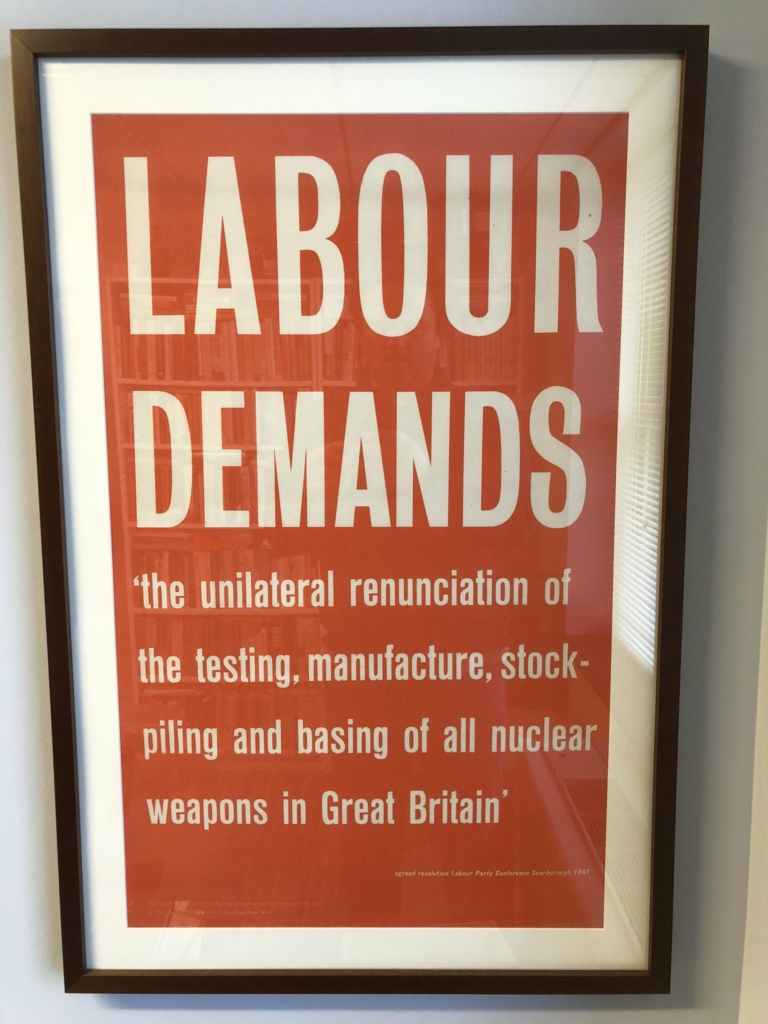 LABOUR
DEMANDS
‘the unilateral renunciation of
the testing, manufacture, stock-
piling and basing of all nuclear
weapons in Great Britain’
agreed resolution Labour Party Conference Scarborough 1961